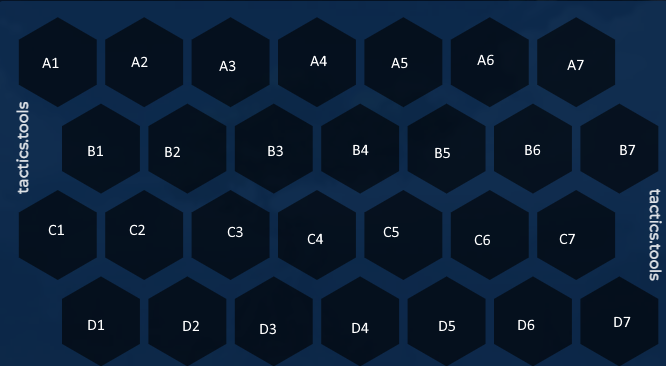 A1 A2 A3 A4 A5 A6 A7
tactics.tools
B1 B2 B3 B4 B5 B6 B7
C1 C2 C3 C4 C5 C6 C7
tactics.tools
D1 D2 D3 D4 D5 D6 D7